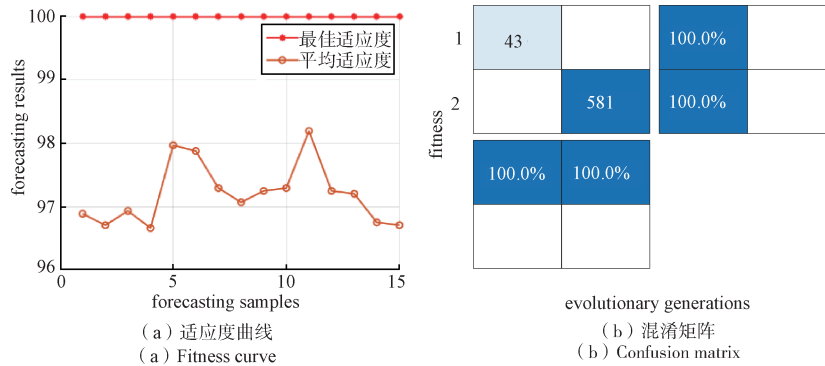 100
最佳适应度
平均适应度
99
98
97
96
0
5
10
15
forecasting results
forecasting samples
（a）适应度曲线
（a）Fitness curve
1
43
100.0%
2
581
100.0%
fitness
100.0%
100.0%
evolutionary generations
（b）混淆矩阵
（b）Confusion matrix